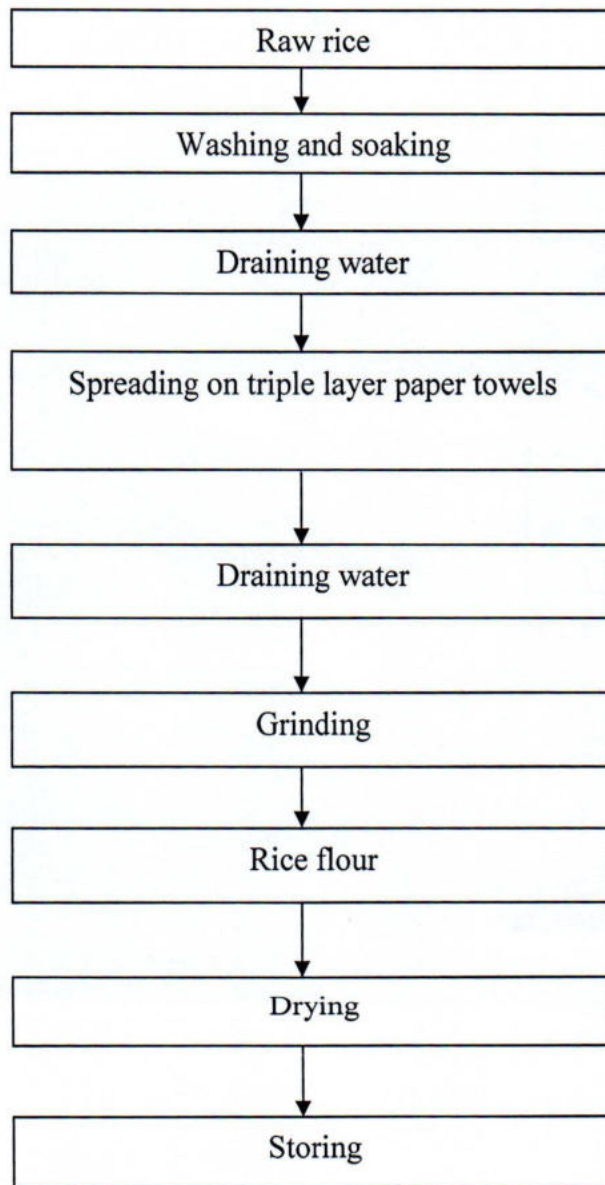 Raw rice
Washing and soaking
Draining water
Spreading on triple layer paper towels
Draining water
Grinding
Rice flour
Drying
Storing